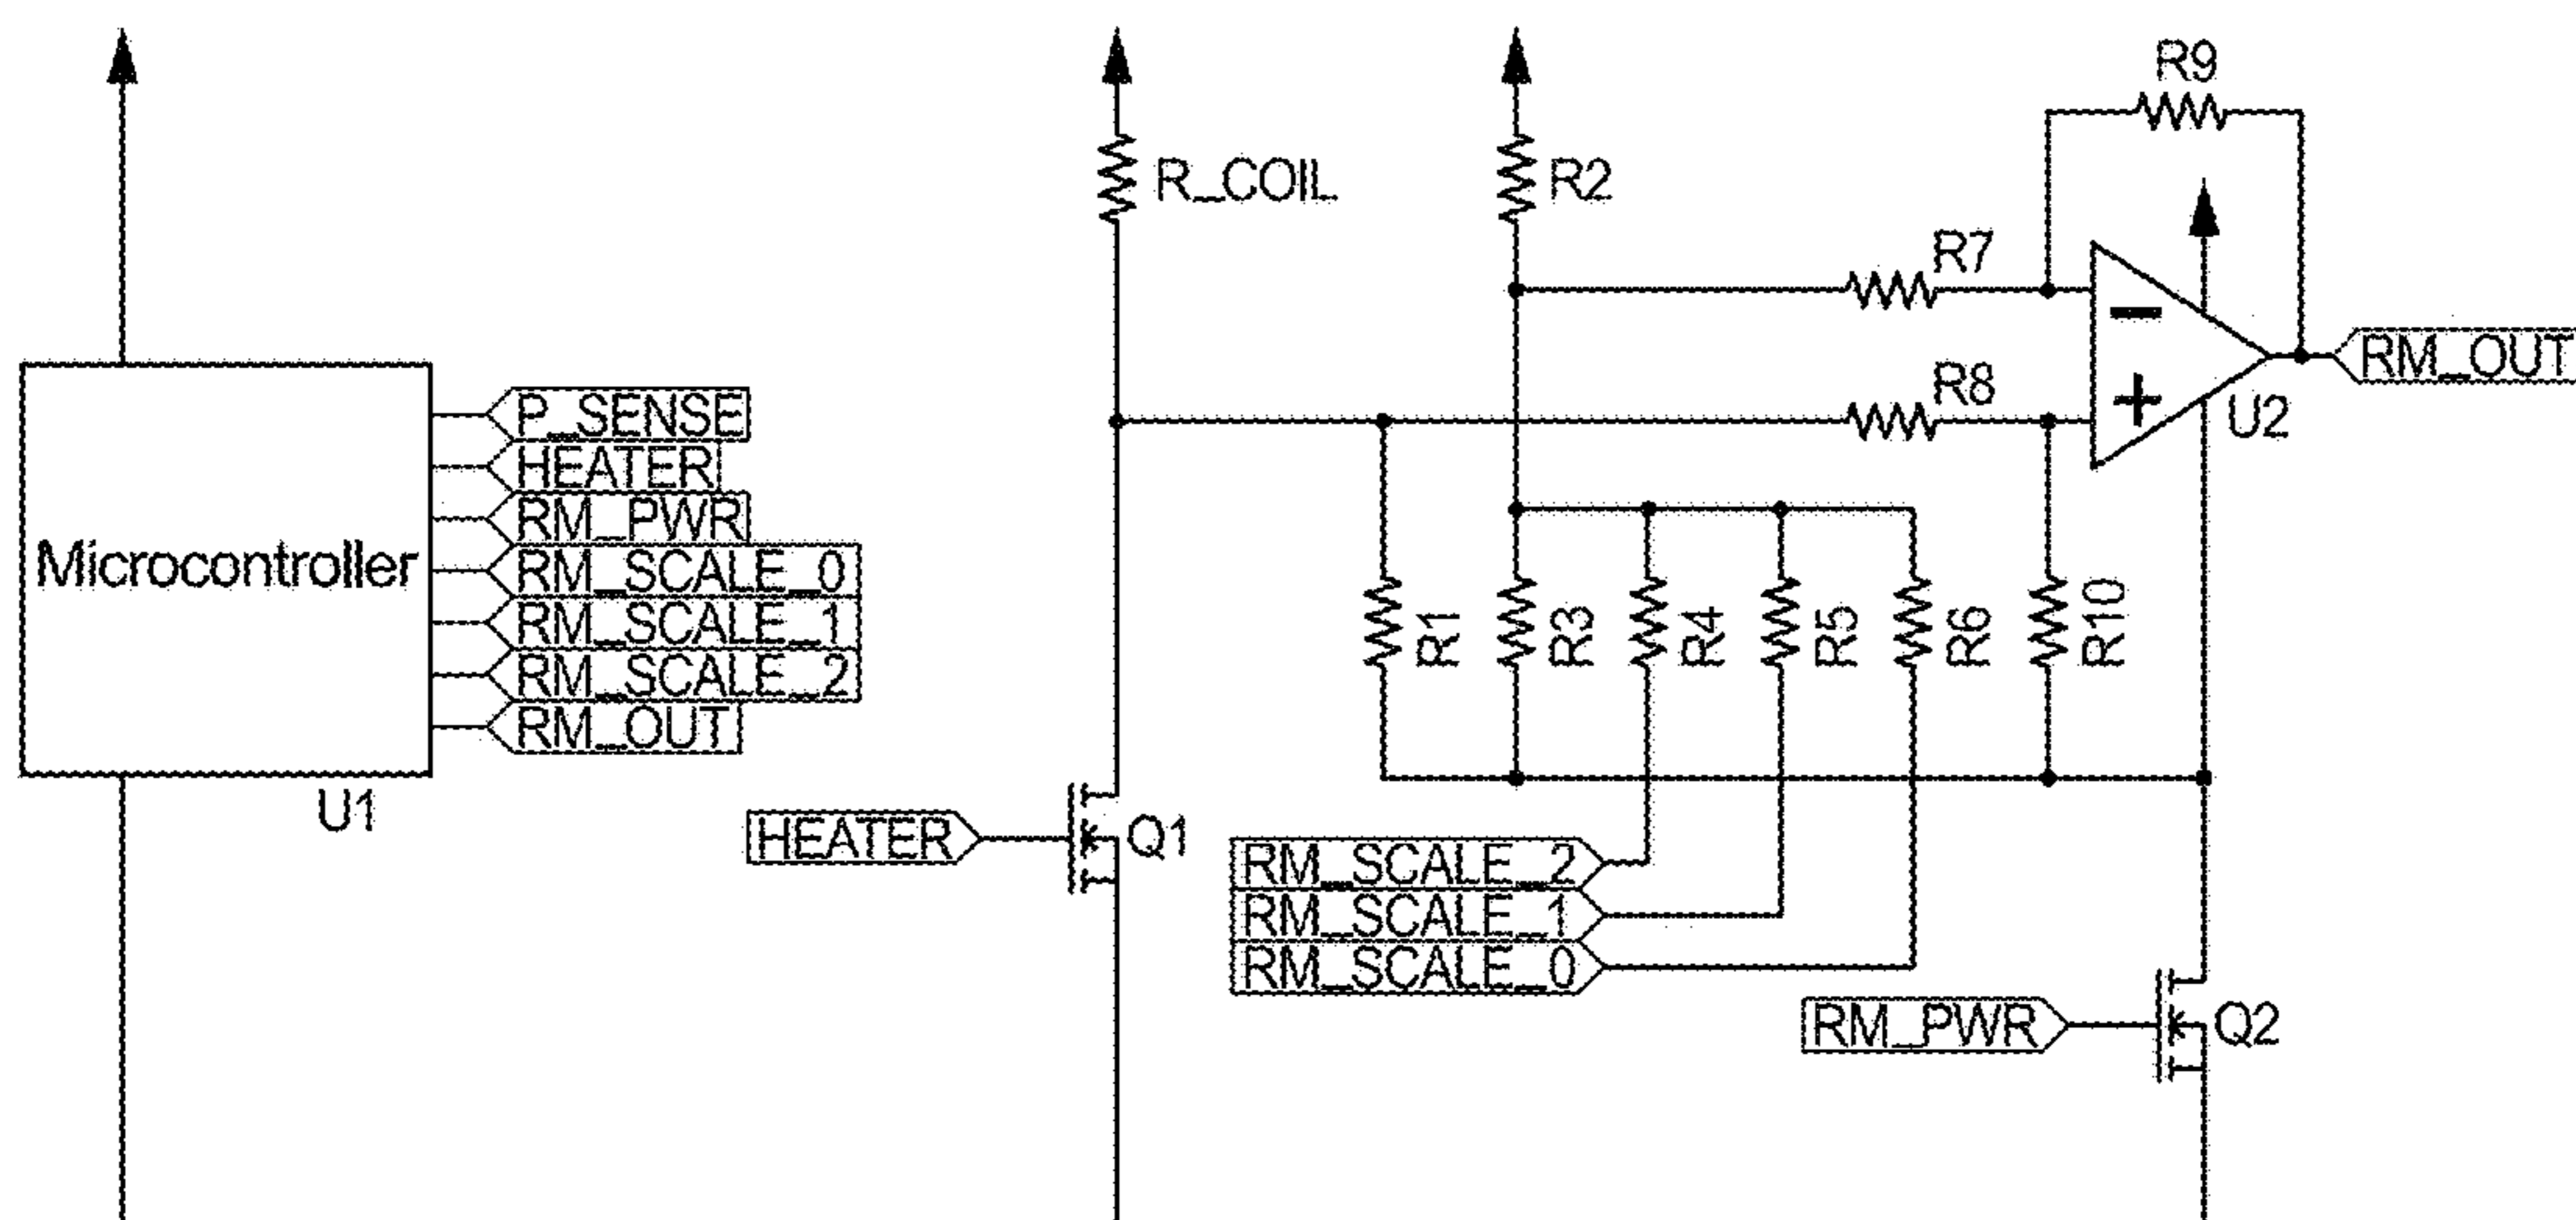 R9
R_COIL
R2
R7
R8
RM_OUT
U2
P_SENSE
HEATER
RM_PWR
RM_SCALE_0
RM_SCALE_1
RM_SCALE_2
RM_OUT
Microcontroller
U1
R1
R3
R4
R5
R6
R10
HEATER
Q1
RM_SCALE_2
RM_SCALE_1
RM_SCALE_0
RM_PWR
Q2